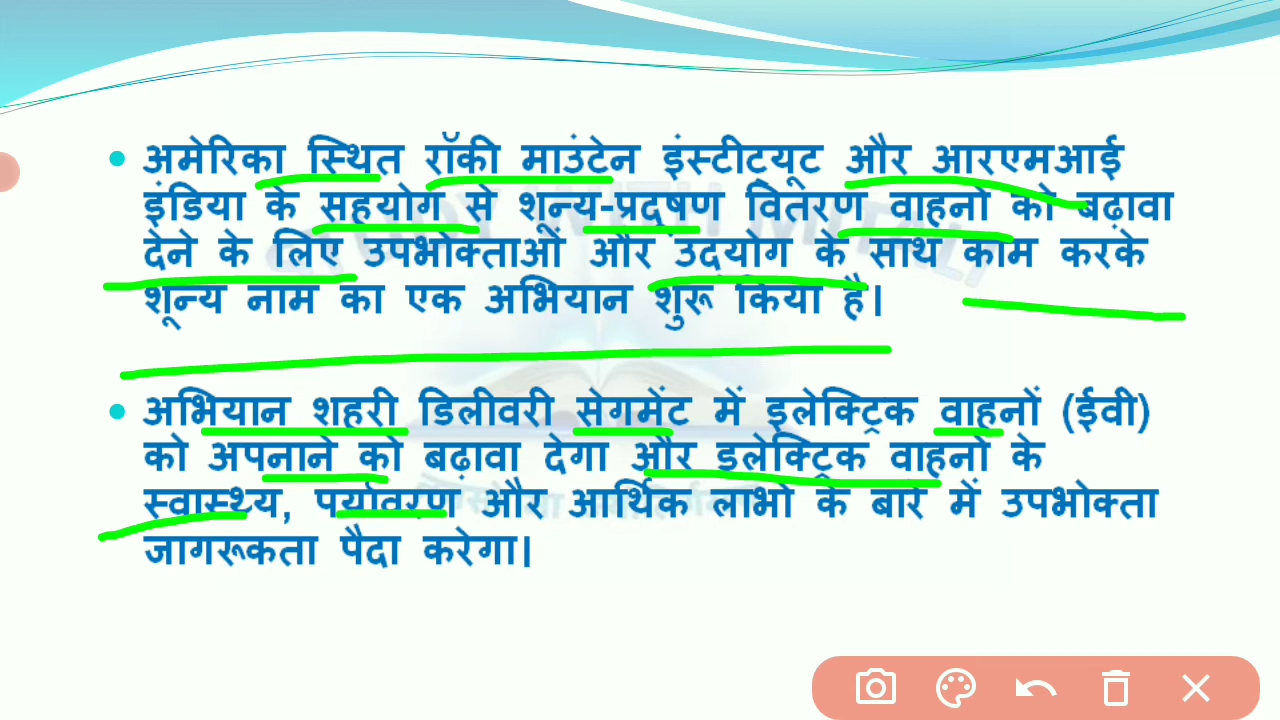 अमेरिका स्थित रॉकी माउंटेन इंस्टीट्यूट और आरएमआई
इंडिया के सहयोग से शून्य-प्रदूषण वितरण वाहनों को बढ़ावा
देने के लिए उपभोक्ताओं और उद्योग के साथ काम करके
शून्य नाम का एक अभियान शुरू किया है।
अभियान शहरी डिलीवरी सेगमेंट में इलेक्ट्रिक वाहनों (ईवी)
को अपनाने को बढ़ावा देगा और इलेक्ट्रिक वाहनों के
स्वास्थ्य, पर्यावरण और आर्थिक लाभों के बारे में उपभोक्ता
जागरूकता पैदा करेगा।